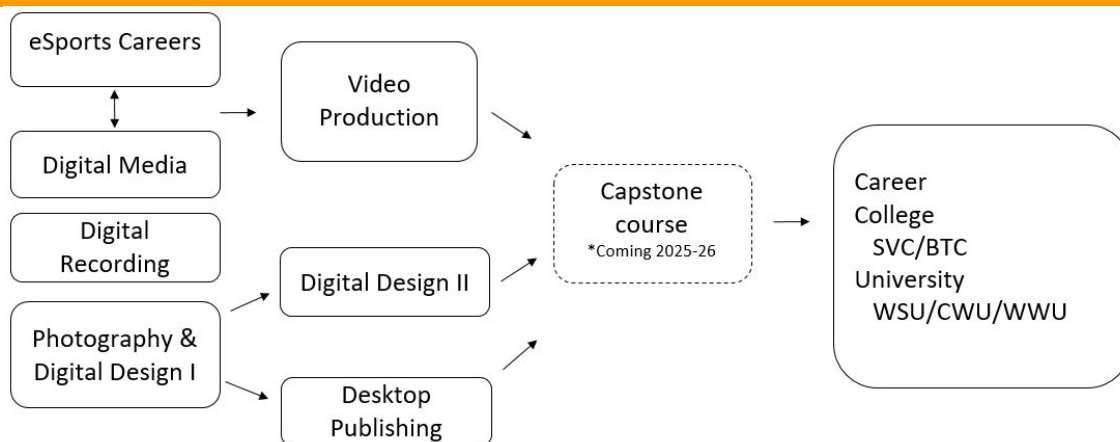 eSports Careers
Digital Media
Digital
Recording
Photography &
Digital Design I
Video
Production
Digital Design II
Desktop
Publishing
Capstone
course
*Coming 2025-26
Career
College
SVC/BTC
University
WSU/CWU/WWU